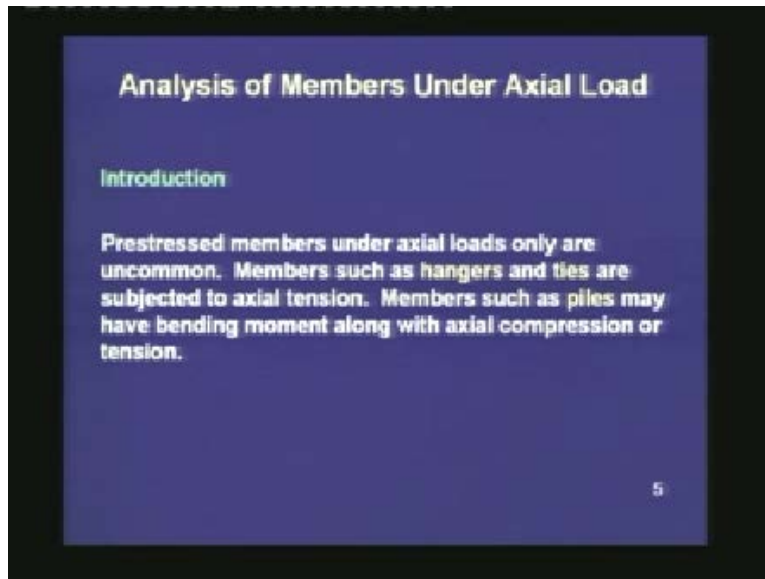 Analysis of Members Under Axial Load
Introduction
Prestressed members under axial loads only are
uncommon. Members such as hangers and ties are
subjected to axial tension. Members such as piles may
have bending moment along with axial compression or
tension.
5